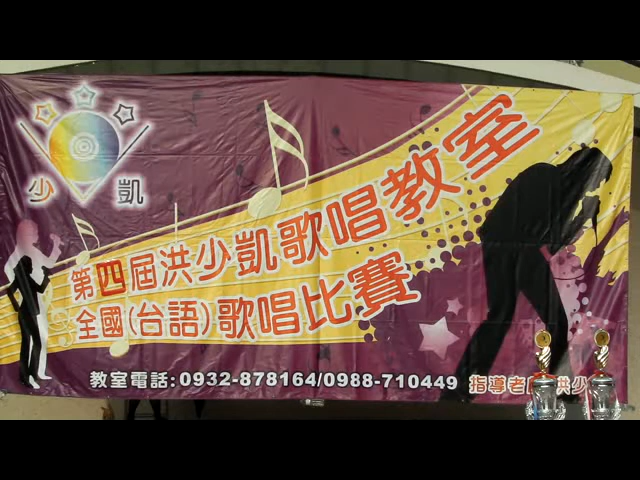 少 凱
第四屆洪少凱歌唱教室
全國(台語)歌唱比賽
教室電話:0932-878164/0988-710449 指導老 洪少